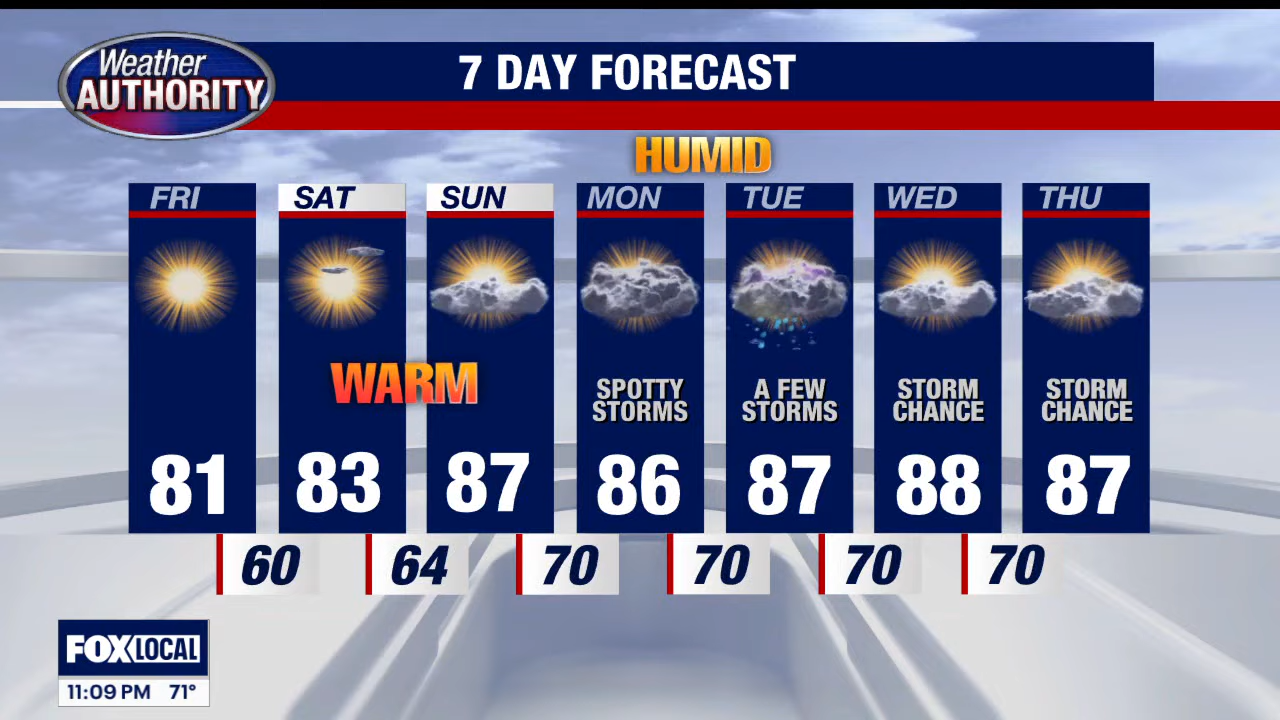 Weather
AUTHORITY
7 DAY FORECAST
HUMID
FRI
SAT
SUN
MON
TUE
WED
THU
WARM
SPOTTY
STORMS
A FEW
STORMS
STORM
CHANCE
STORM
CHANCE
81
83
87
86
87
88
87
60
64
70
70
70
70
FOX LOCAL
11:09 PM 71°